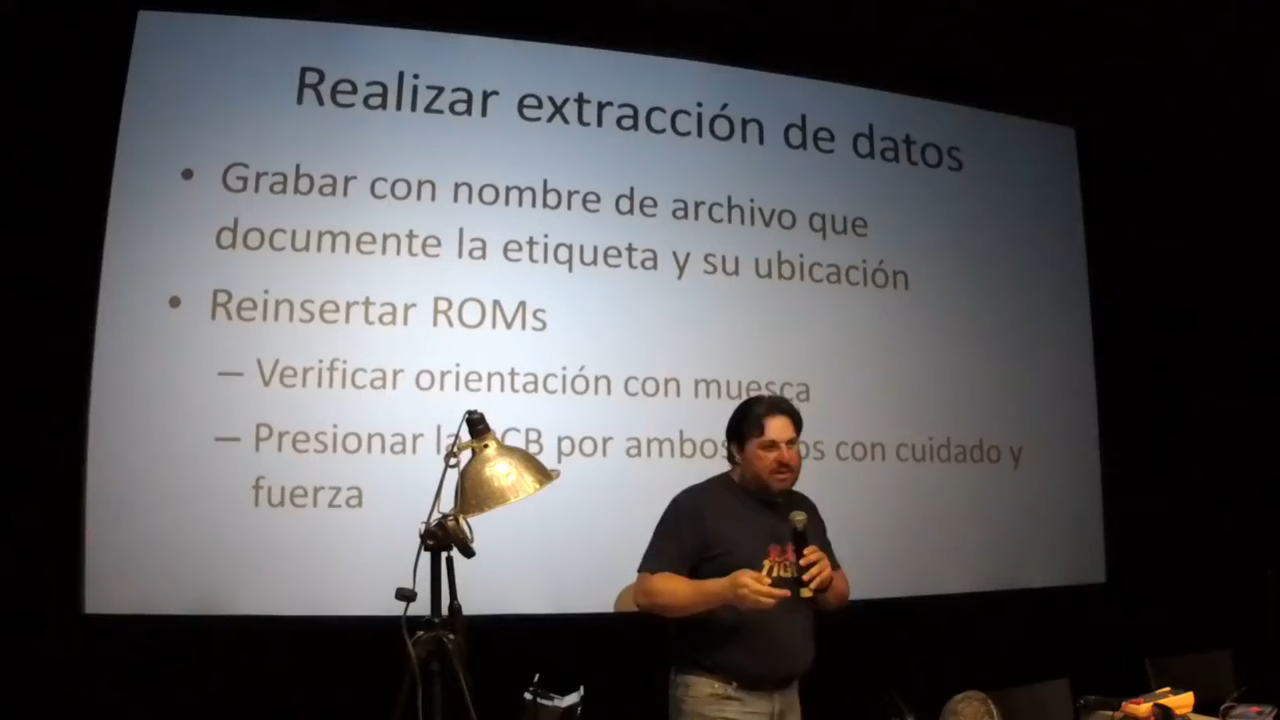 Realizar extracción de datos
• Grabar con nombre de archivo que
documente la etiqueta y su ubicación
• Reinsertar ROMs
– Verificar orientación con muesca
– Presionar la PCB por ambos con cuidado y
fuerza